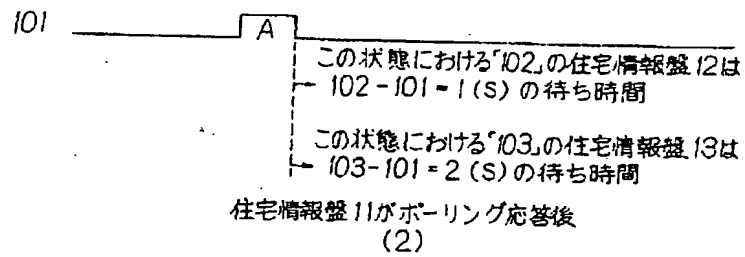 101
A
この状態における「102」の住宅情報盤12は
102-101=1(S)の待ち時間
この状態における「103」の住宅情報盤13は
103-101=2(S)の待ち時間
住宅情報盤11がポーリング応答後
(2)